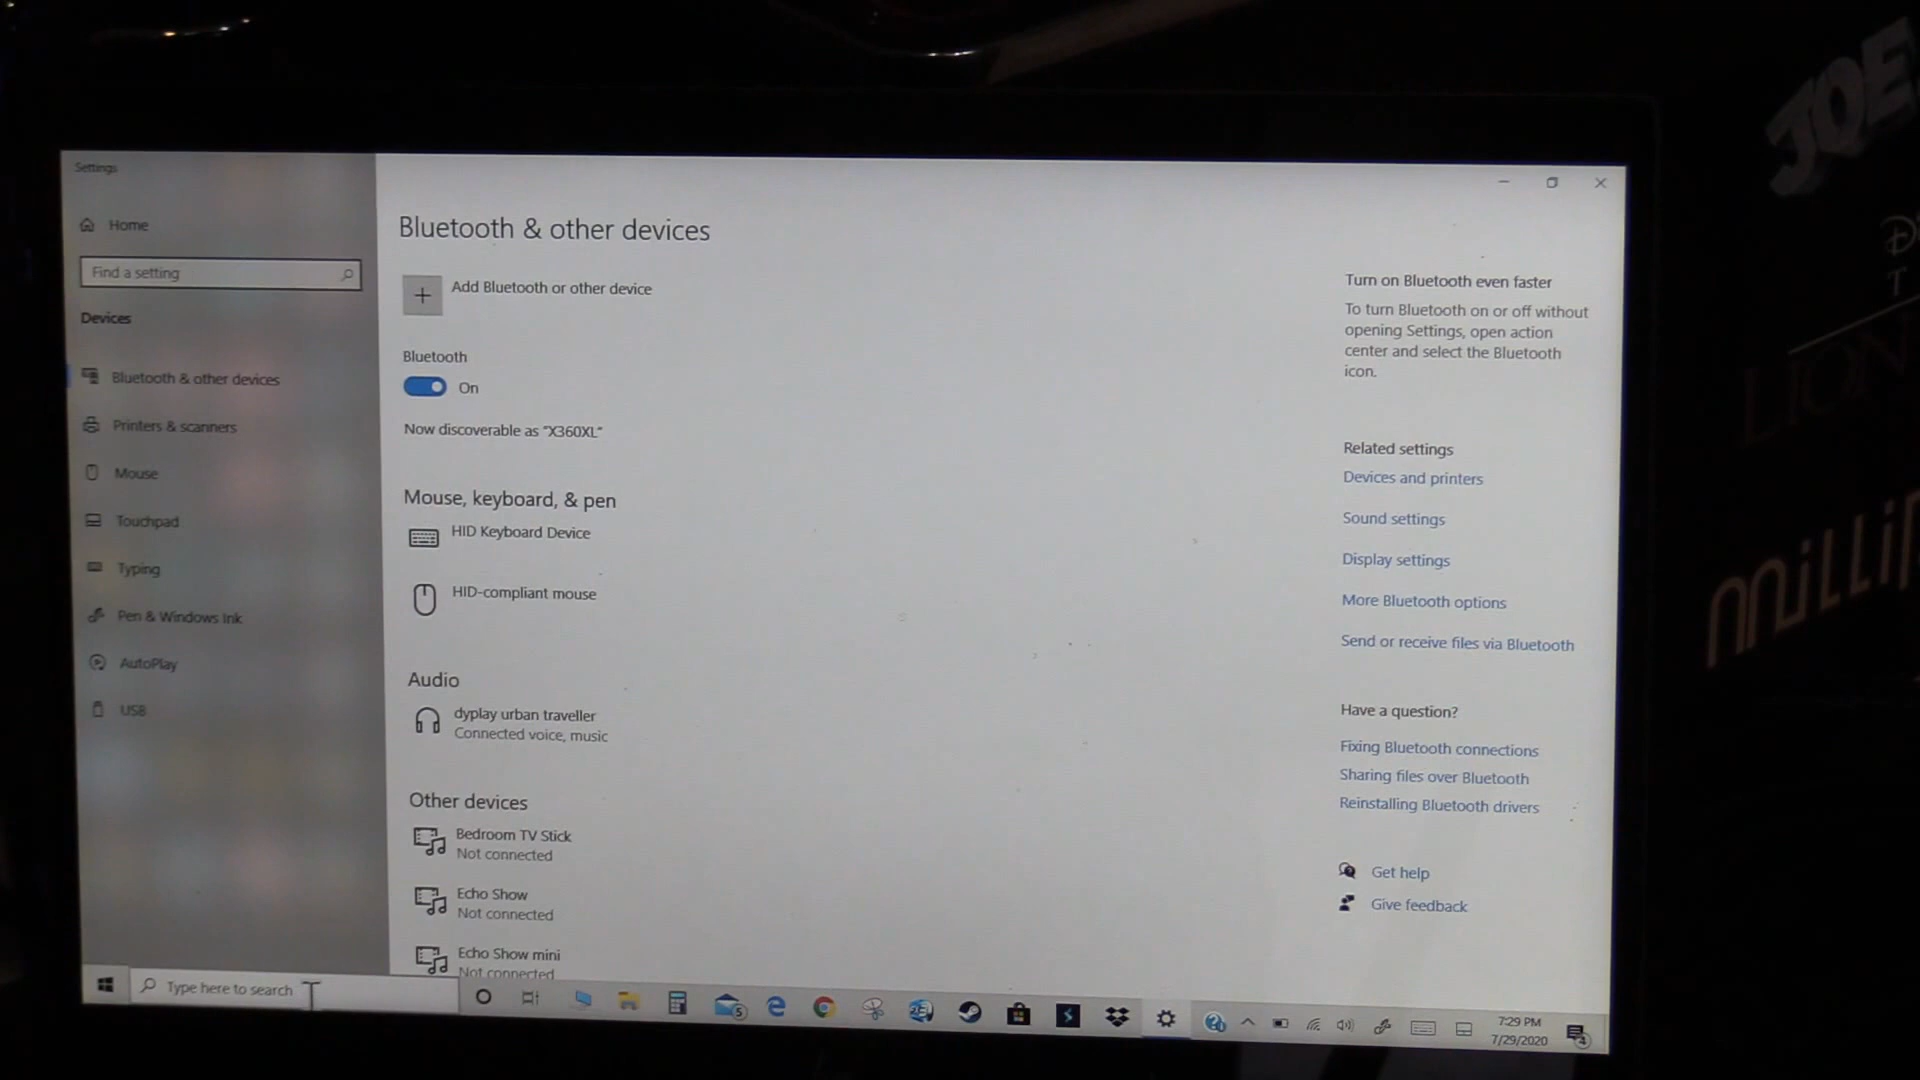 Settings
Home
Find a setting
Devices
Bluetooth & other devices
Printers & scanners
Mouse
Touchpad
Typing
Pen & Windows Ink
AutoPlay
USB
Bluetooth & other devices
Add Bluetooth or other device
Bluetooth
On
Now discoverable as "X360XL"
Mouse, keyboard, & pen
HID Keyboard Device
HID-compliant mouse
Audio
dyplay urban traveller
Connected voice, music
Other devices
Bedroom TV Stick
Not connected
Echo Show
Not connected
Echo Show mini
Not connected
Turn on Bluetooth even faster
To turn Bluetooth on or off without
opening Settings, open action
center and select the Bluetooth
icon.
Related settings
Devices and printers
Sound settings
Display settings
More Bluetooth options
Send or receive files via Bluetooth
Have a question?
Fixing Bluetooth connections
Sharing files over Bluetooth
Reinstalling Bluetooth drivers
Get help
Give feedback
Type here to search
5
7:29 PM
7/29/2020
4
JOE
LION